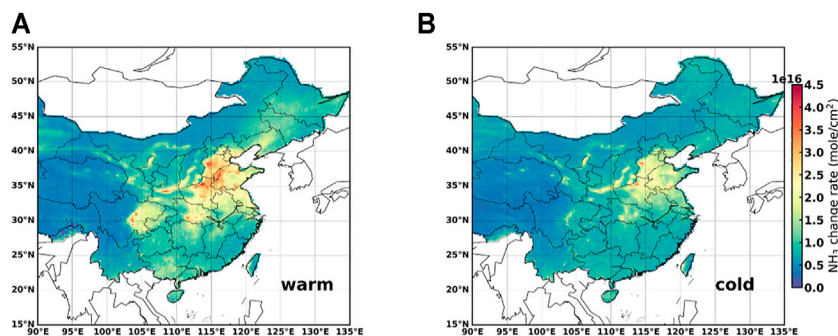 A
B
55°N
50°N
45°N
40°N
35°N
30°N
25°N
20°N
15°N
90°E 95°E 100°E 105°E 110°E 115°E 120°E 125°E 130°E 135°E
warm
55°N
50°N
45°N
40°N
35°N
30°N
25°N
20°N
15°N
90°E 95°E 100°E 105°E 110°E 115°E 120°E 125°E 130°E 135°E
cold
1e16
4.5
4.0
3.5
3.0
2.5
2.0
1.5
1.0
0.5
0.0
NH₃ change rate (mole/cm²)